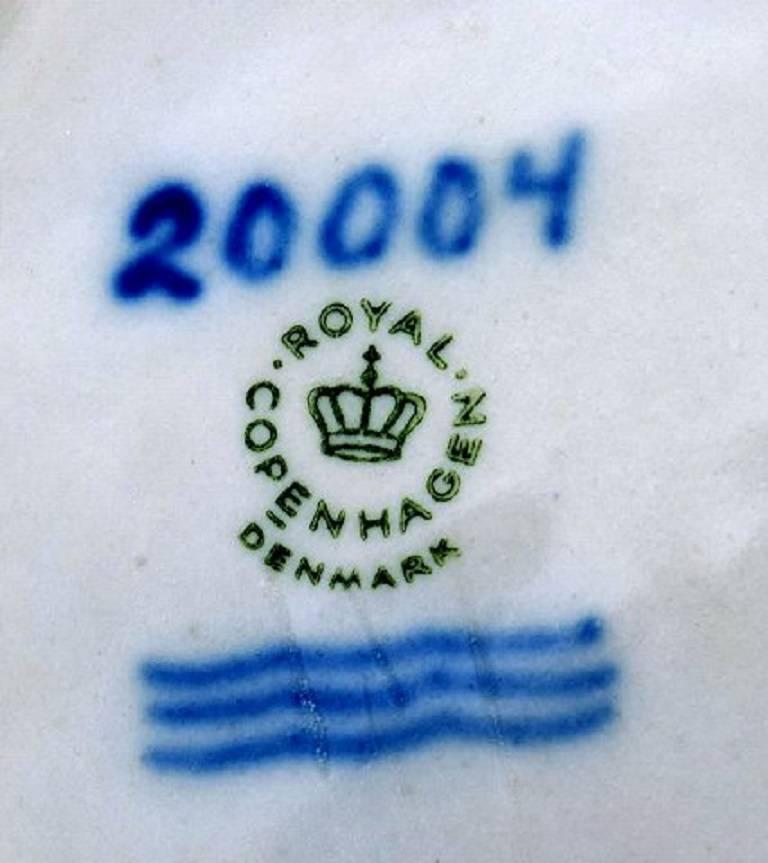 20004
· ROYAL ·
COPENHAGEN
DENMARK